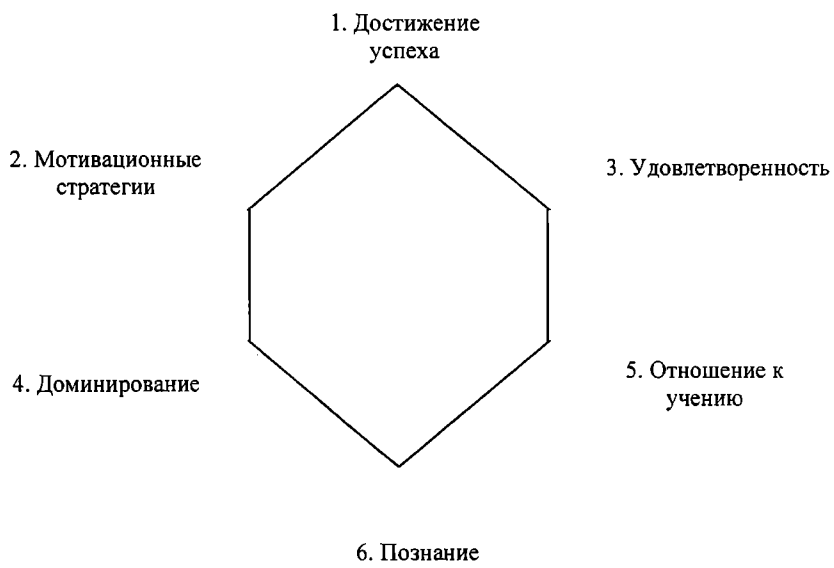 1. Достижение
успеха
2. Мотивационные
стратегии
3. Удовлетворенность
4. Доминирование
5. Отношение к
учению
6. Познание